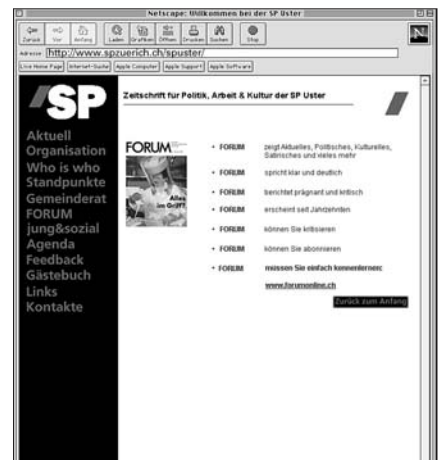 Netscape: Willkommen bei der SP Uster
Zurück Vor Anfang Laden Grafiken Öffnen Drucken Suchen Stop
Adresse: http://www.spzuerich.ch/spuster/
Live Home Page Internet-Suche Apple Computer Apple Support Apple Software
N
SP
Zeitschrift für Politik, Arbeit & Kultur der SP Uster
Aktuell
Organisation
Who is who
Standpunkte
Gemeinderat
FORUM
jung&sozial
Agenda
Feedback
Gästebuch
Links
Kontakte
FORUM
Alles
im Griff?
• FORUM zeigt Aktuelles, Politisches, Kulturelles,
Satirisches und vieles mehr
• FORUM spricht klar und deutlich
• FORUM berichtet prägnant und kritisch
• FORUM erscheint seit Jahrzehnten
• FORUM können Sie kritisieren
• FORUM können Sie abonnieren
• FORUM müssen Sie einfach kennenlernen:
www.forumonline.ch
Zurück zum Anfang